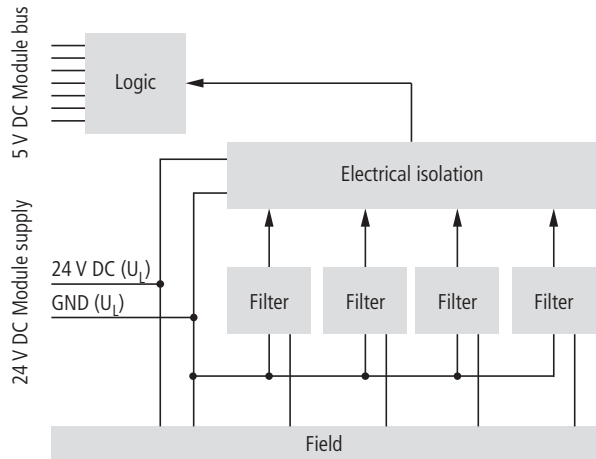 5 V DC Module bus
Logic
Electrical isolation
24 V DC Module supply
24 V DC (UL)
GND (UL)
Filter
Filter
Filter
Filter
Field